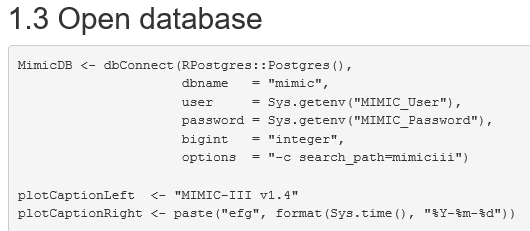 1.3 Open database
MimicDB <- dbConnect(RPostgres::Postgres(),
                     dbname   = "mimic",
                     user     = Sys.getenv("MIMIC_User"),
                     password = Sys.getenv("MIMIC_Password"),
                     bigint   = "integer",
                     options  = "-c search_path=mimiciii")
plotCaptionLeft  <- "MIMIC-III v1.4"
plotCaptionRight <- paste("efg", format(Sys.time(), "%Y-%m-%d"))